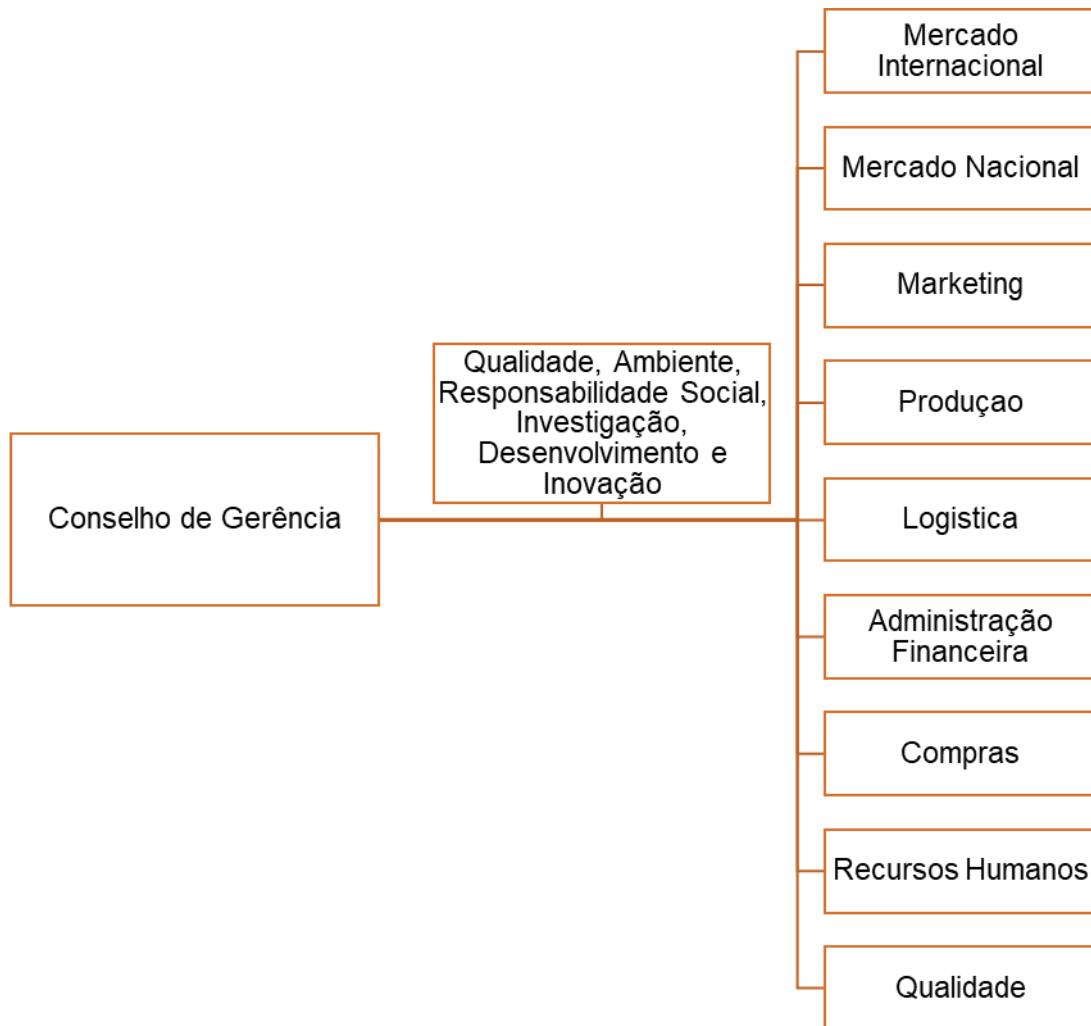 Conselho de Gerência
Qualidade, Ambiente,
Responsabilidade Social,
Investigação,
Desenvolvimento e
Inovação
Mercado
Internacional
Mercado Nacional
Marketing
Produçao
Logistica
Administração
Financeira
Compras
Recursos Humanos
Qualidade